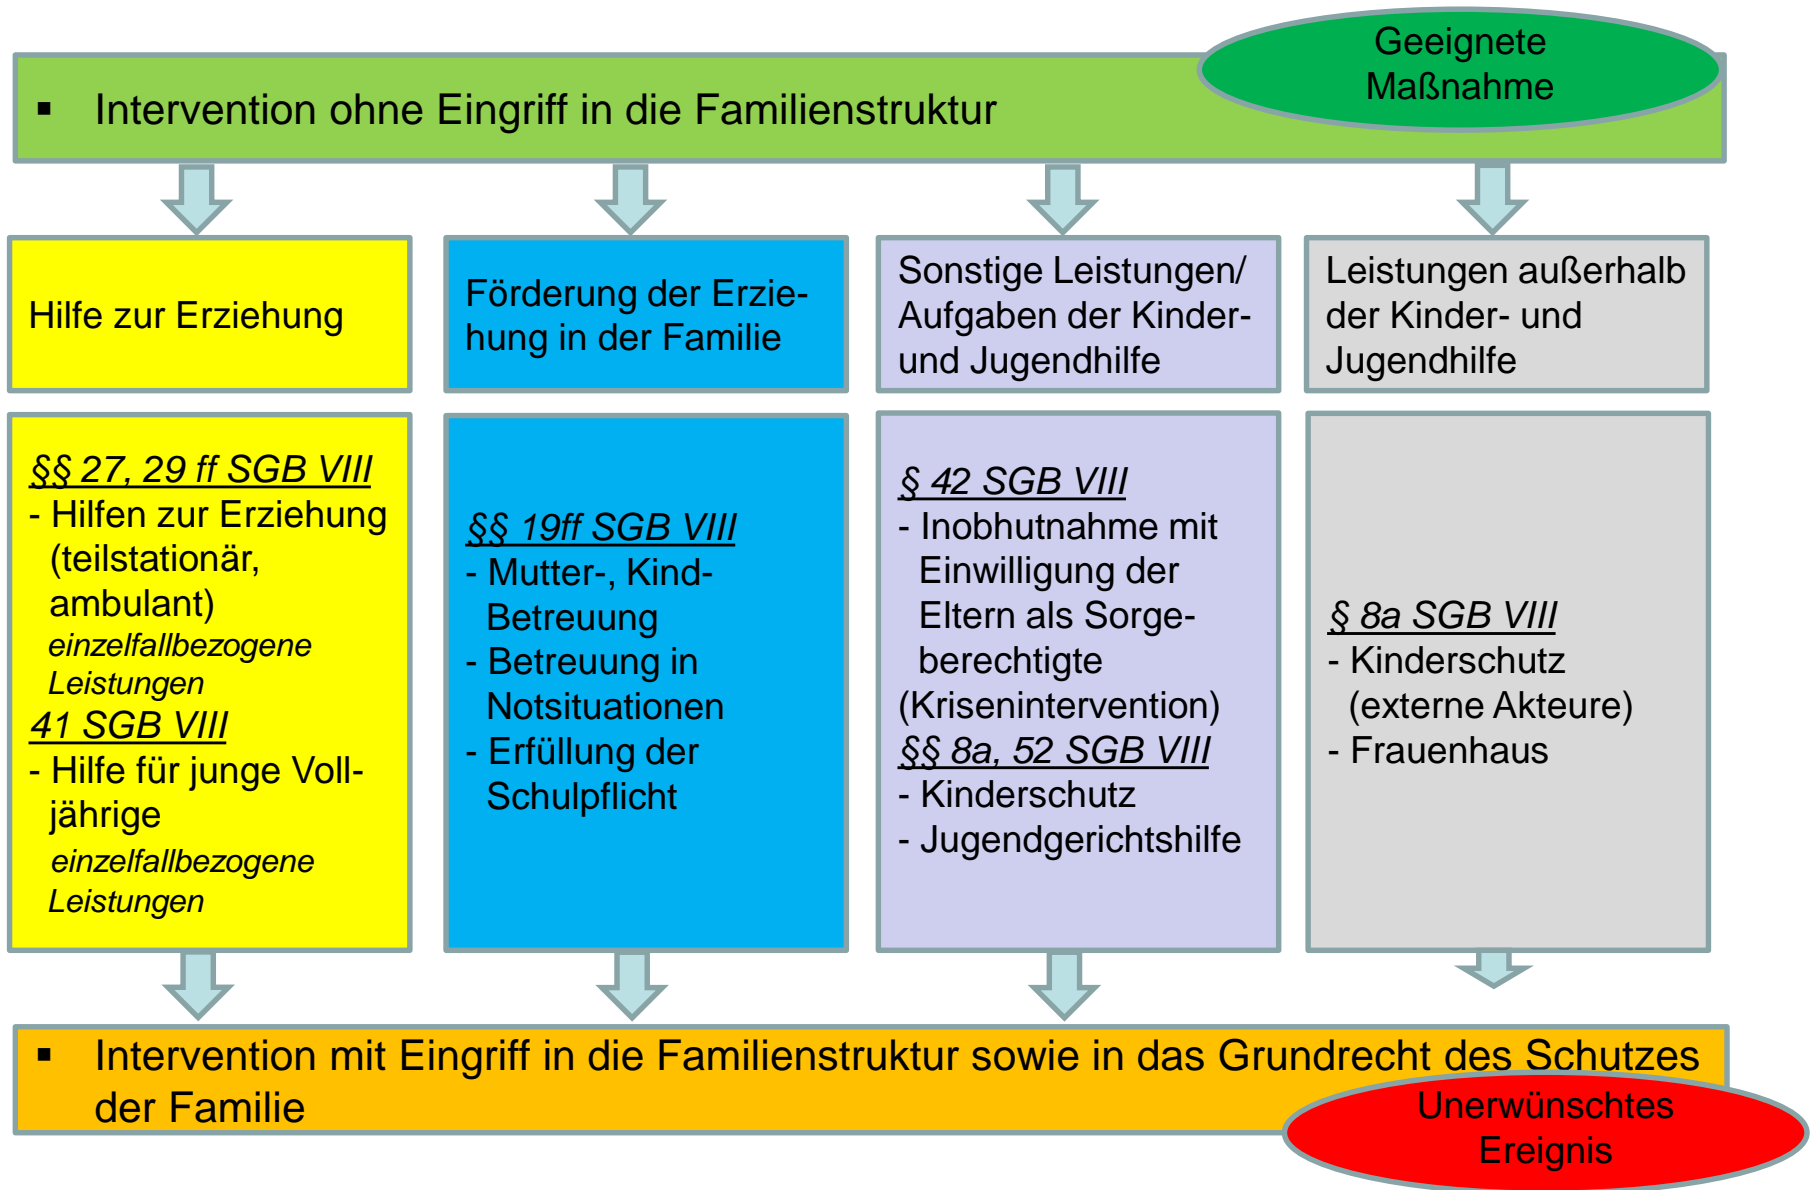 Geeignete
Maßnahme
▪ Intervention ohne Eingriff in die Familienstruktur
Hilfe zur Erziehung
Förderung der Erzie-
hung in der Familie
Sonstige Leistungen/
Aufgaben der Kinder-
und Jugendhilfe
Leistungen außerhalb
der Kinder- und
Jugendhilfe
§§ 27, 29 ff SGB VIII
- Hilfen zur Erziehung
(teilstationär,
ambulant)
einzelfallbezogene
Leistungen
41 SGB VIII
- Hilfe für junge Voll-
jährige
einzelfallbezogene
Leistungen
§§ 19ff SGB VIII
- Mutter-, Kind-
Betreuung
- Betreuung in
Notsituationen
- Erfüllung der
Schulpflicht
§ 42 SGB VIII
- Inobhutnahme mit
Einwilligung der
Eltern als Sorge-
berechtigte
(Krisenintervention)
§§ 8a, 52 SGB VIII
- Kinderschutz
- Jugendgerichtshilfe
§ 8a SGB VIII
- Kinderschutz
(externe Akteure)
- Frauenhaus
▪ Intervention mit Eingriff in die Familienstruktur sowie in das Grundrecht des Schutzes
der Familie
Unerwünschtes
Ereignis